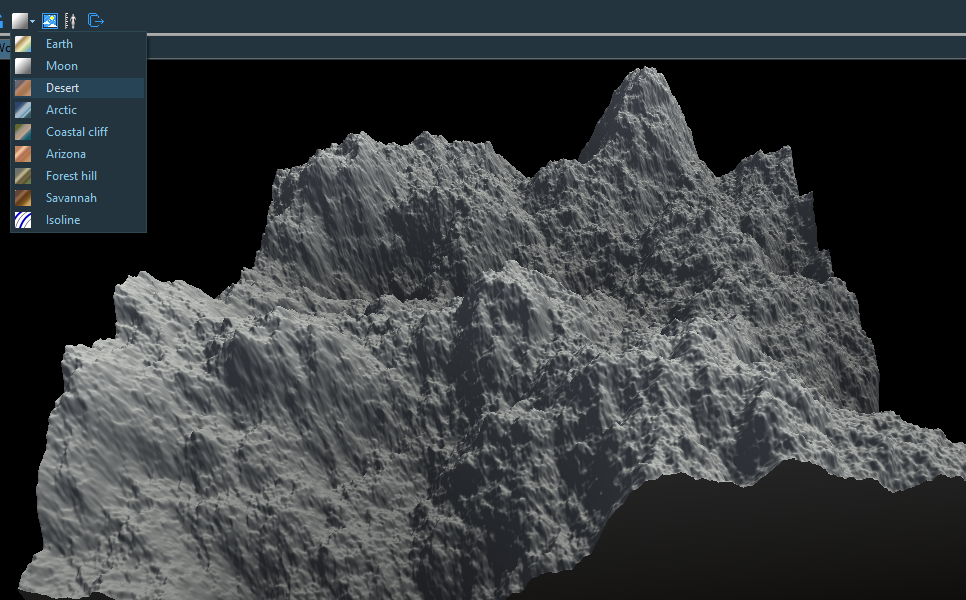 Earth
Moon
Desert
Arctic
Coastal cliff
Arizona
Forest hill
Savannah
Isoline